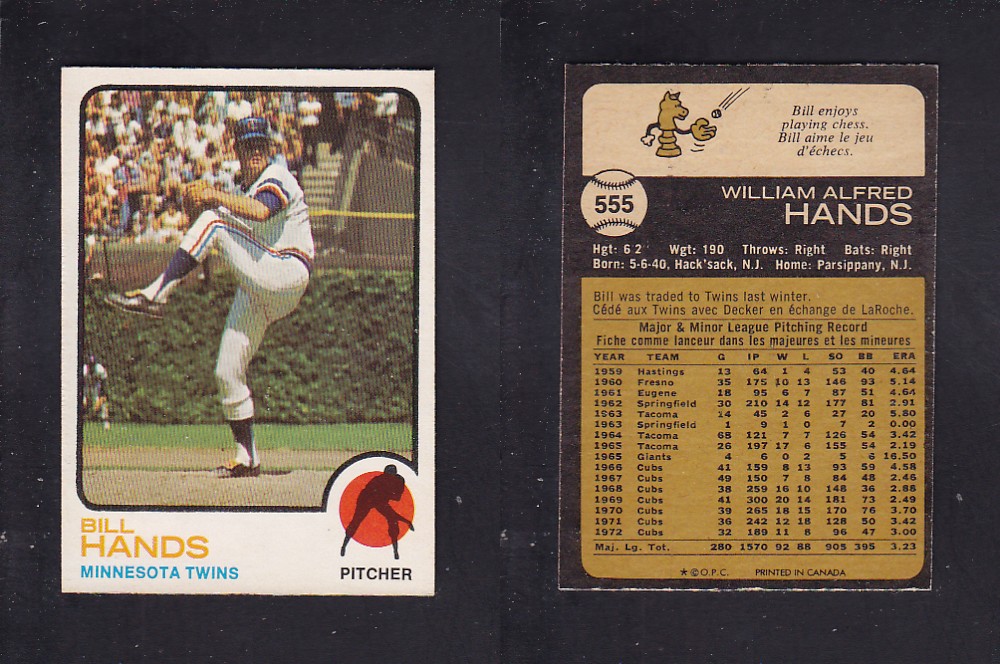 BILL
HANDS
MINNESOTA TWINS
PITCHER
Bill enjoys
playing chess.
Bill aime le jeu
d'échecs.
555
WILLIAM ALFRED
HANDS
Hgt: 6 2 Wgt: 190 Throws: Right Bats: Right
Born: 5-6-40, Hack'sack, N.J. Home: Parsippany, N.J.
Bill was traded to Twins last winter.
Cédé aux Twins avec Decker en échange de LaRoche.
Major & Minor League Pitching Record
Fiche comme lanceur dans les majeures et les mineures
YEAR TEAM G IP W L SO BB ERA
1959 Hastings 13 64 1 4 53 40 4.64
1960 Fresno 35 175 10 13 146 93 5.14
1961 Eugene 18 95 6 7 87 51 4.64
1962 Springfield 30 210 14 12 177 81 2.91
1963 Tacoma 14 45 2 6 27 20 5.80
1963 Springfield 1 9 1 0 7 2 0.00
1964 Tacoma 68 121 7 7 126 54 3.42
1965 Tacoma 26 197 17 6 155 54 2.19
1965 Giants 4 6 0 2 5 6 16.50
1966 Cubs 41 159 8 13 93 59 4.58
1967 Cubs 49 150 7 8 84 48 2.46
1968 Cubs 38 259 16 10 148 36 2.88
1969 Cubs 41 300 20 14 181 73 2.49
1970 Cubs 39 265 18 15 170 76 3.70
1971 Cubs 36 242 12 18 128 50 3.42
1972 Cubs 32 189 11 8 96 47 3.00
Maj. Lg. Tot. 280 1570 92 88 905 395 3.23
★ © O.P.C. PRINTED IN CANADA